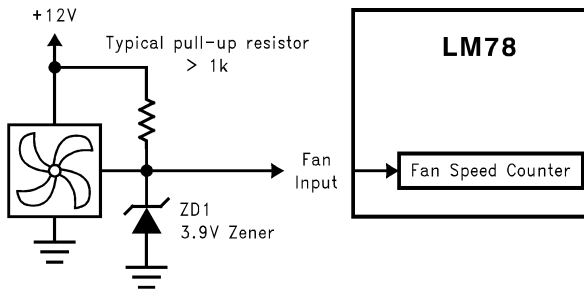 +12V
Typical pull-up resistor
> 1k
LM78
Fan
Input
Fan Speed Counter
ZD1
3.9V Zener